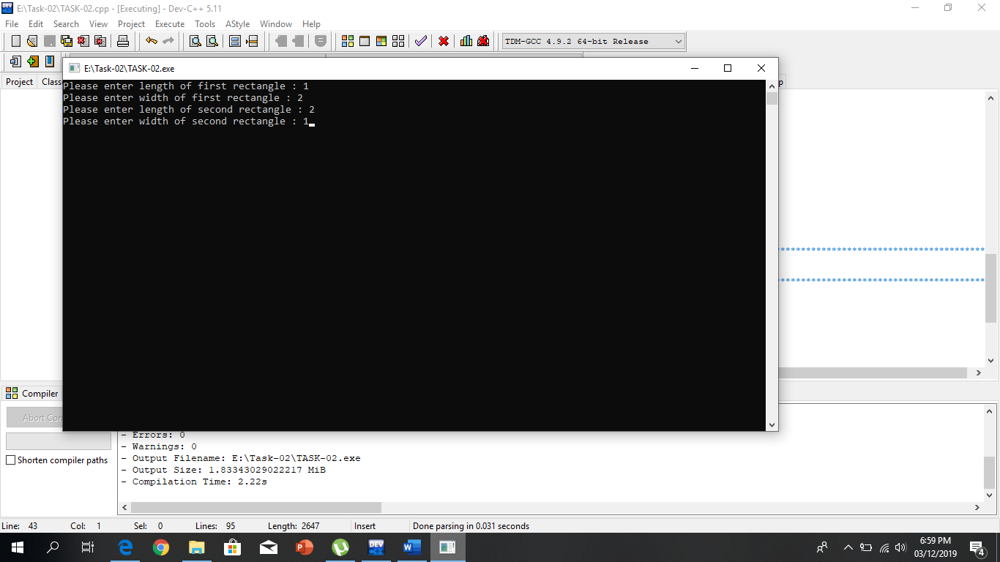 E:\Task-02\TASK-02.cpp - [Executing] - Dev-C++ 5.11
File Edit Search View Project Execute Tools AStyle Window Help
TDM-GCC 4.9.2 64-bit Release
E:\Task-02\TASK-02.exe
Project Class
Please enter length of first rectangle : 1
Please enter width of first rectangle : 2
Please enter length of second rectangle : 2
Please enter width of second rectangle : 1
Compiler
Abort Con
Shorten compiler paths
- Errors: 0
- Warnings: 0
- Output Filename: E:\Task-02\TASK-02.exe
- Output Size: 1.83343029022217 MiB
- Compilation Time: 2.22s
Line: 43 Col: 1 Sel: 0 Lines: 95 Length: 2647 Insert Done parsing in 0.031 seconds
DEV
6:59 PM
03/12/2019
4